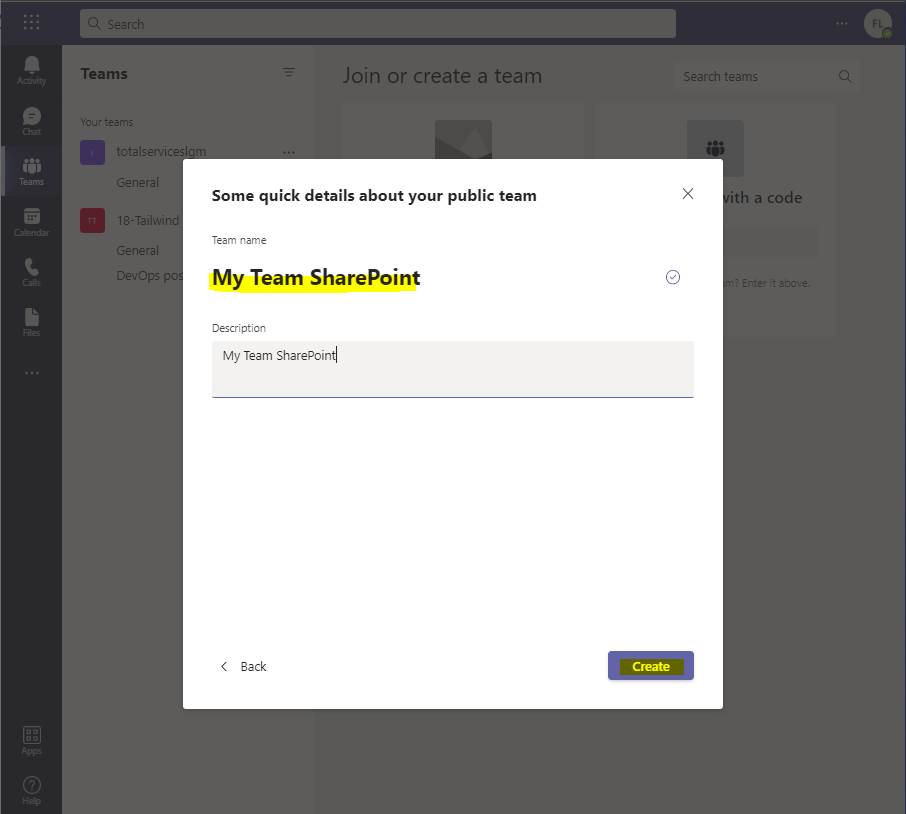 Search
FL
Activity
Chat
Teams
Calendar
Calls
Files
Apps
Help
Teams
Your teams
t
totalserviceslgm
General
TT
18-Tailwind
General
DevOps pos
Join or create a team
Search teams
with a code
m? Enter it above.
Some quick details about your public team
Team name
My Team SharePoint
Description
My Team SharePoint
Back
Create